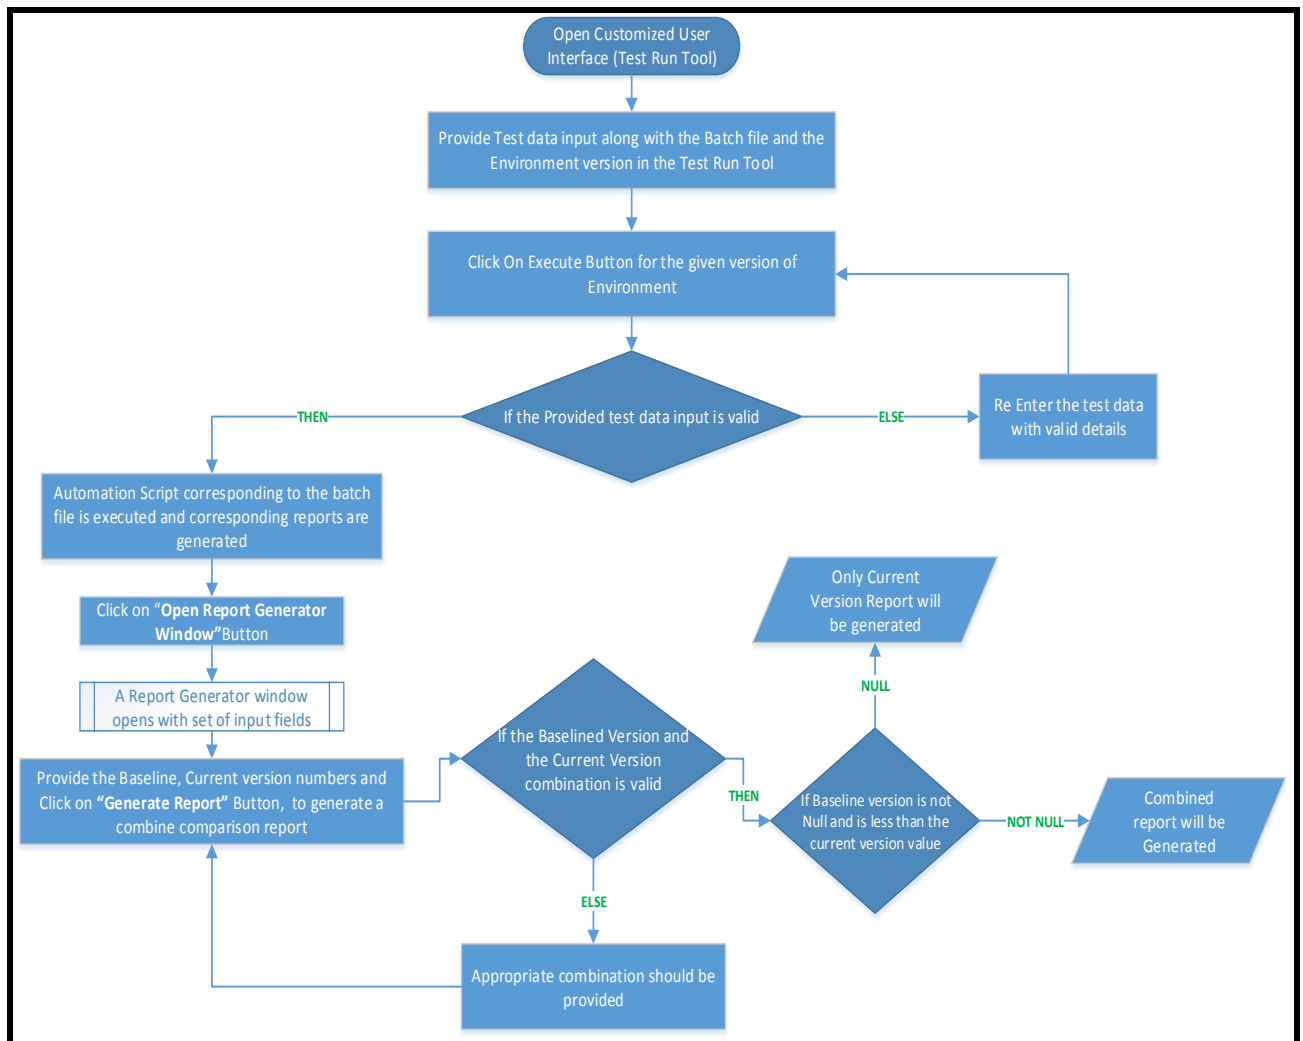 Open Customized User
Interface (Test Run Tool)
Provide Test data input along with the Batch file and the
Environment version in the Test Run Tool
Click On Execute Button for the given version of
Environment
If the Provided test data input is valid
THEN
ELSE
Re Enter the test data
with valid details
Automation Script corresponding to the batch
file is executed and corresponding reports are
generated
Click on “Open Report Generator
Window”Button
A Report Generator window
opens with set of input fields
Provide the Baseline, Current version numbers and
Click on “Generate Report” Button, to generate a
combine comparison report
If the Baselined Version and
the Current Version
combination is valid
THEN
ELSE
Appropriate combination should be
provided
If Baseline version is not
Null and is less than the
current version value
NULL
Only Current
Version Report will
be generated
NOT NULL
Combined
report will be
Generated